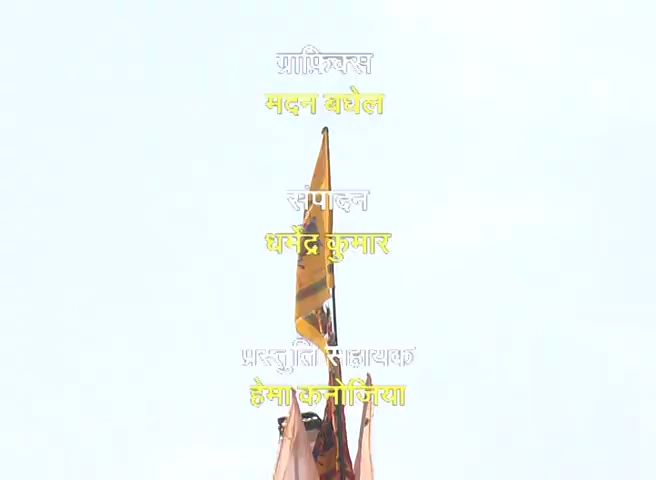 ग्राफ़िक्स
मदन बघेल
संपादन
धर्मेंद्र कुमार
प्रस्तुति सहायक
हेमा कनोजिया